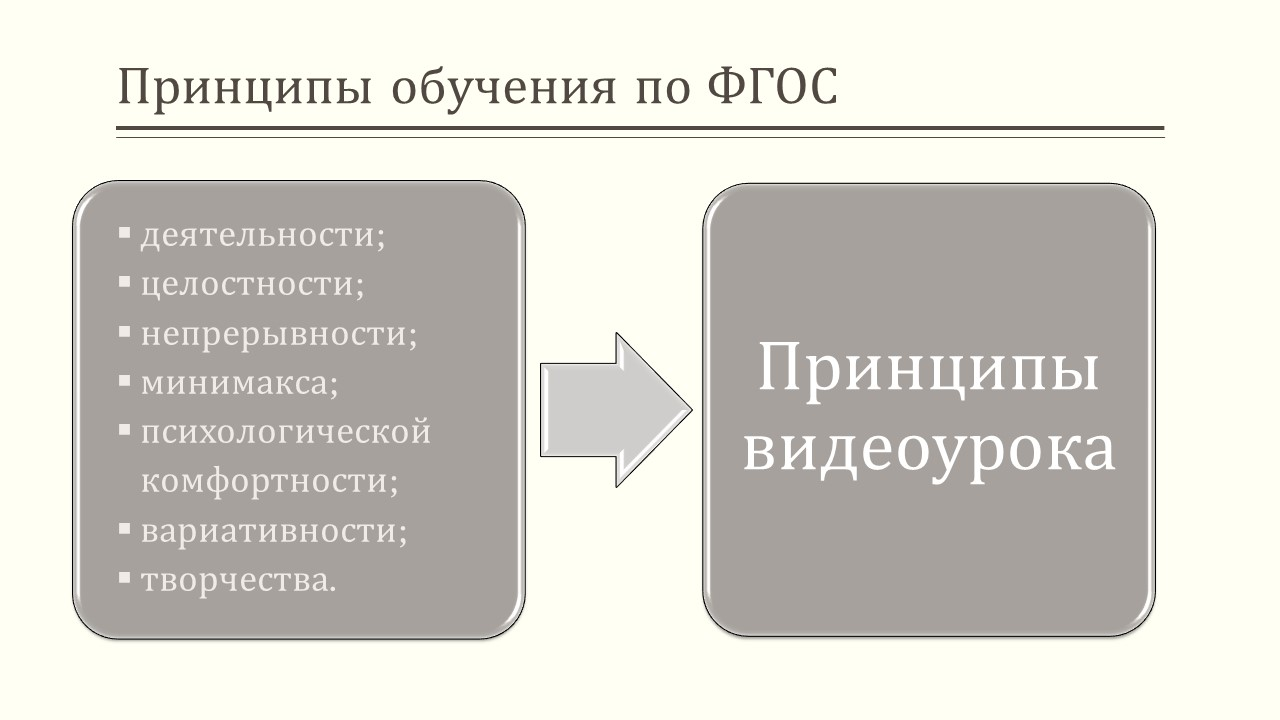 Принципы обучения по ФГОС
▪ деятельности;
▪ целостности;
▪ непрерывности;
▪ минимакса;
▪ психологической
комфортности;
▪ вариативности;
▪ творчества.
Принципы
видеоурока